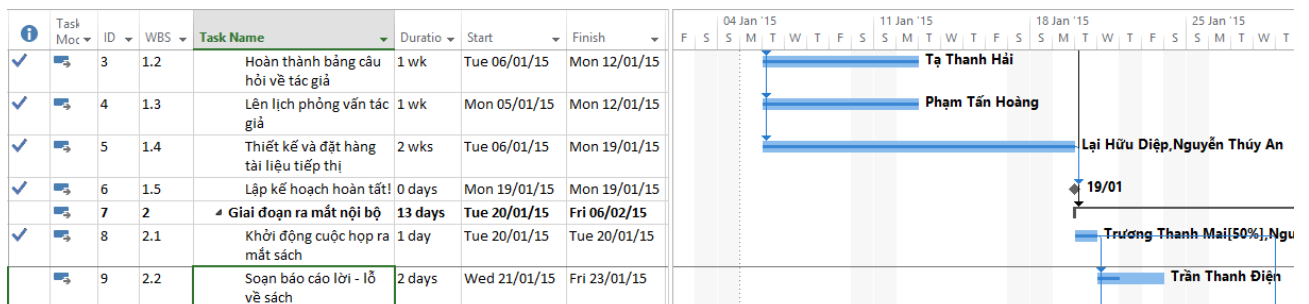 Task
Moc ID WBS Task Name Duratio Start Finish
04 Jan '15 11 Jan '15 18 Jan '15 25 Jan '15
F S S M T W T F S S M T W T F S S M T W T F S S M T W T
3 1.2 Hoàn thành bảng câu 1 wk Tue 06/01/15 Mon 12/01/15 Tạ Thanh Hải
hỏi về tác giả
4 1.3 Lên lịch phỏng vấn tác 1 wk Mon 05/01/15 Mon 12/01/15 Phạm Tấn Hoàng
giả
5 1.4 Thiết kế và đặt hàng 2 wks Tue 06/01/15 Mon 19/01/15 Lại Hữu Diệp,Nguyễn Thúy An
tài liệu tiếp thị
6 1.5 Lập kế hoạch hoàn tất! 0 days Mon 19/01/15 Mon 19/01/15 19/01
7 2 Giai đoạn ra mắt nội bộ 13 days Tue 20/01/15 Fri 06/02/15
8 2.1 Khởi động cuộc họp ra 1 day Tue 20/01/15 Tue 20/01/15 Trương Thanh Mai[50%],Ngu
mắt sách
9 2.2 Soạn báo cáo lời - lỗ 2 days Wed 21/01/15 Fri 23/01/15 Trần Thanh Điện
về sách